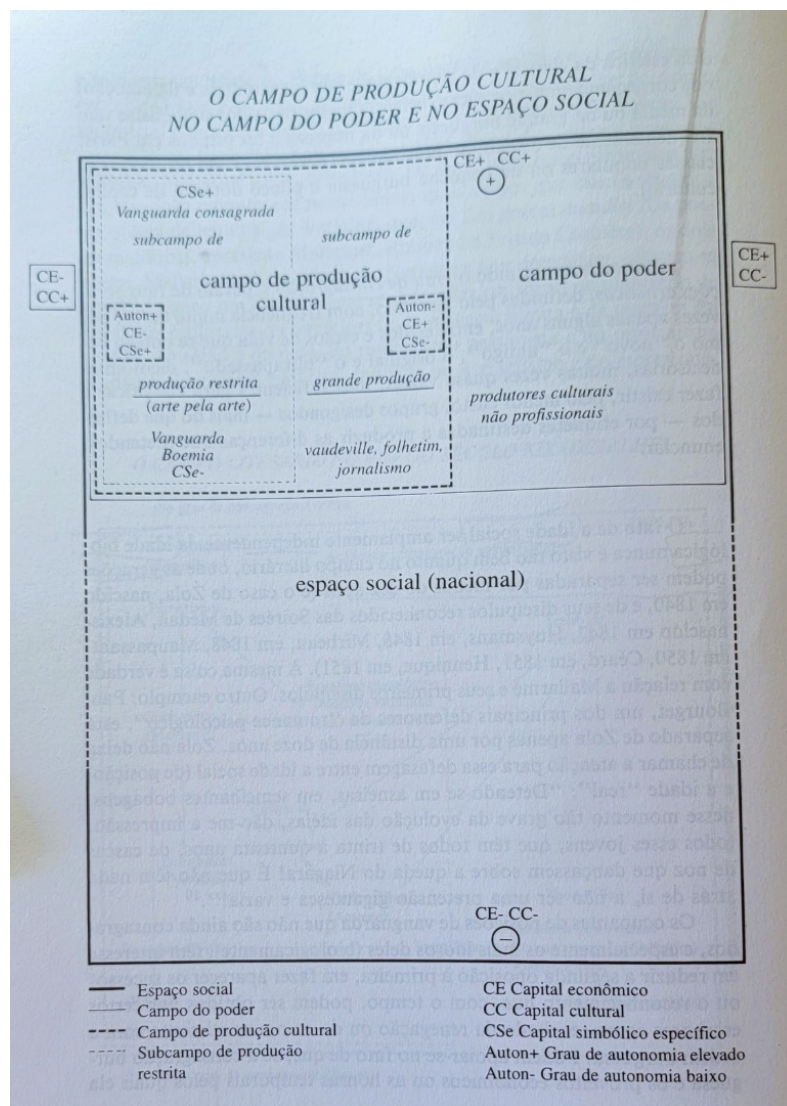 O CAMPO DE PRODUÇÃO CULTURAL
NO CAMPO DO PODER E NO ESPAÇO SOCIAL
CE+ CC+
+
CSe+
Vanguarda consagrada
subcampo de
subcampo de
CE-
CC+
campo de produção
cultural
campo do poder
CE+
CC-
Auton+
CE-
CSe+
Auton-
CE+
CSe-
produção restrita
(arte pela arte)
grande produção
produtores culturais
não profissionais
Vanguarda
Boemia
CSe-
vaudeville, folhetim,
jornalismo
espaço social (nacional)
CE- CC-
−
Espaço social
Campo do poder
Campo de produção cultural
Subcampo de produção
restrita
CE Capital econômico
CC Capital cultural
CSe Capital simbólico específico
Auton+ Grau de autonomia elevado
Auton- Grau de autonomia baixo